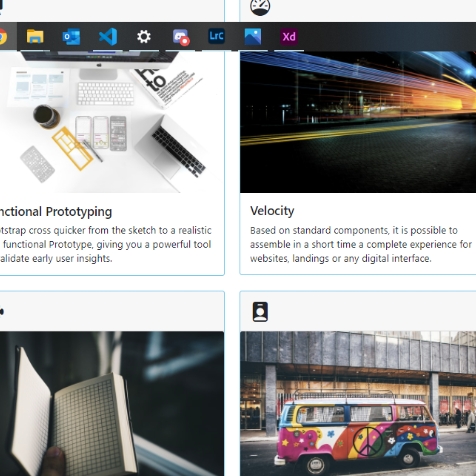 LrC
Xd
nctional Prototyping
tstrap cross quicker from the sketch to a realistic
functional Prototype, giving you a powerful tool
alidate early user insights.
Velocity
Based on standard components, it is possible to
assemble in a short time a complete experience for
websites, landings or any digital interface.